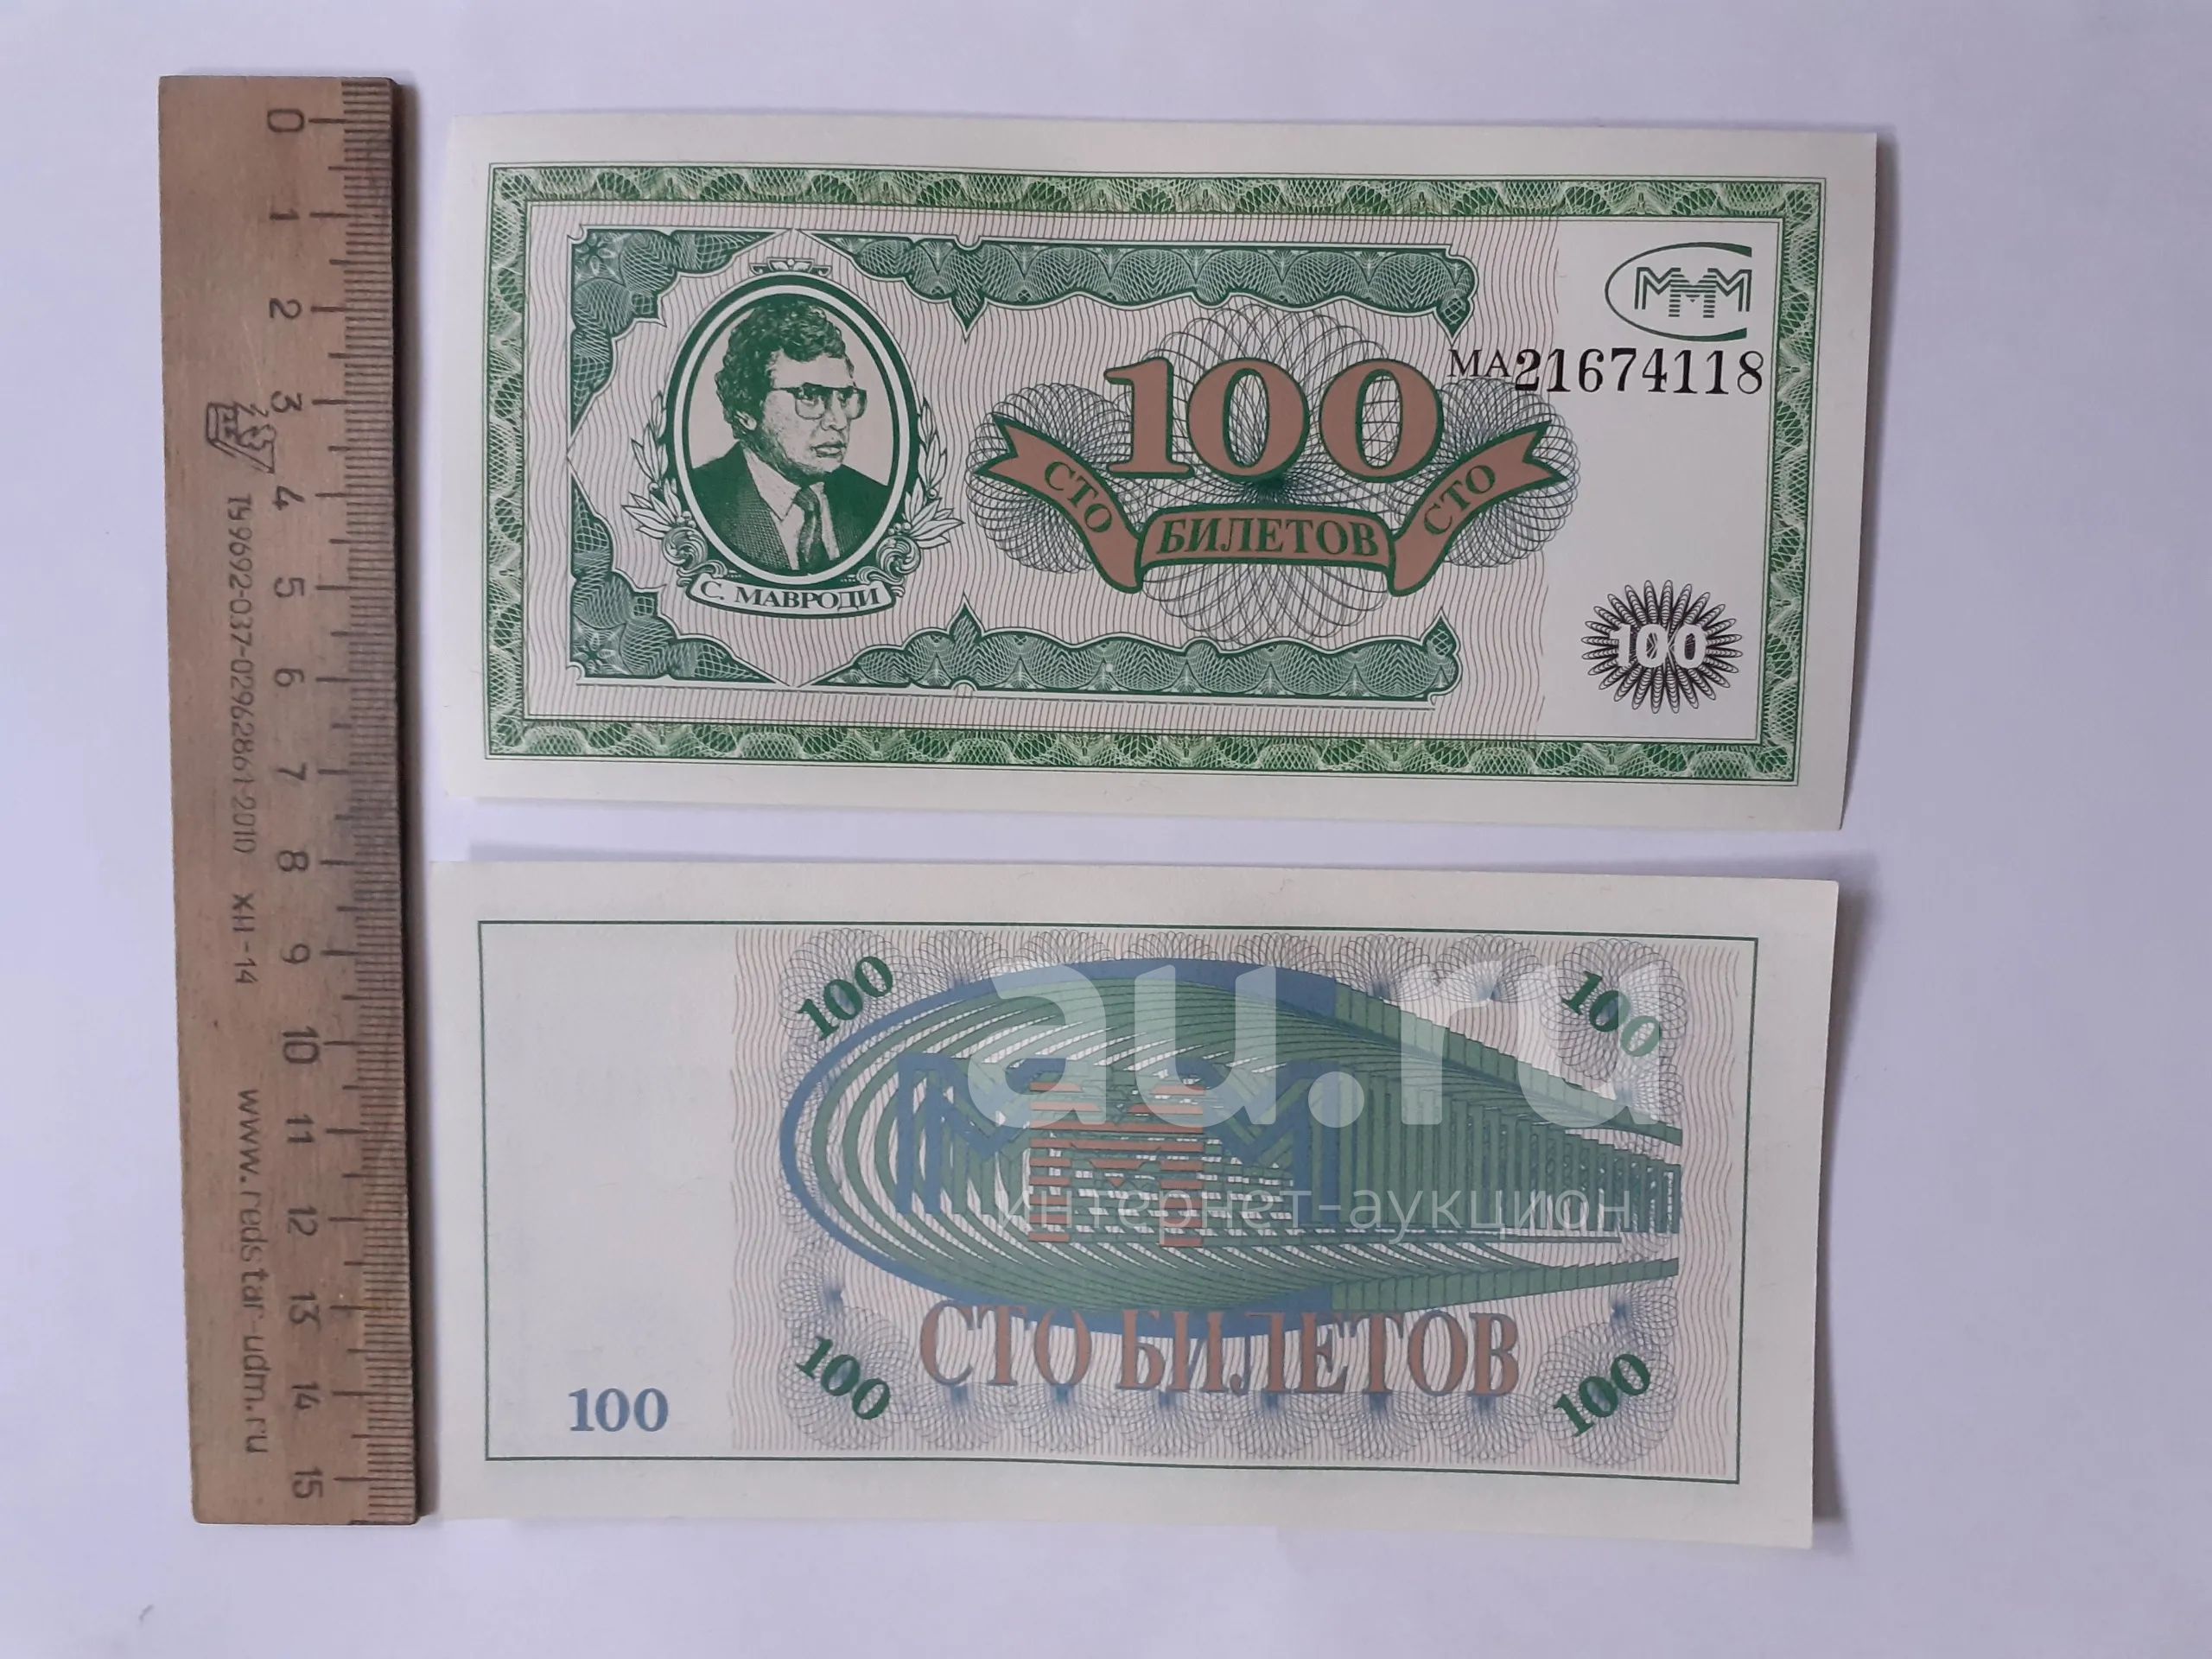 0
1
2
3
4
5
6
7
8
9
10
11
12
13
14
15
ТУ9692-037-02962861-2010 XII-14
www.redstar-udm.ru
МММ
МА21674118
100
СТО БИЛЕТОВ СТО
С. МАВРОДИ
100
100
100
МММ
au.ru
интернет-аукцион
СТО БИЛЕТОВ
100
100
100